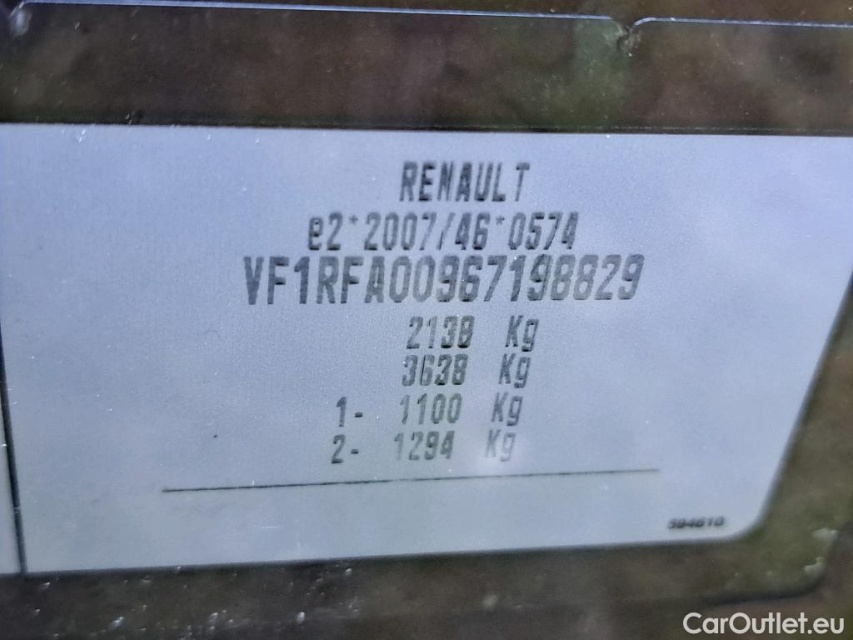 RENAULT
e2*2007/46*0574
VF1RFA00967198829
2138 Kg
3638 Kg
1- 1100 Kg
2- 1294 Kg
CarOutlet.eu